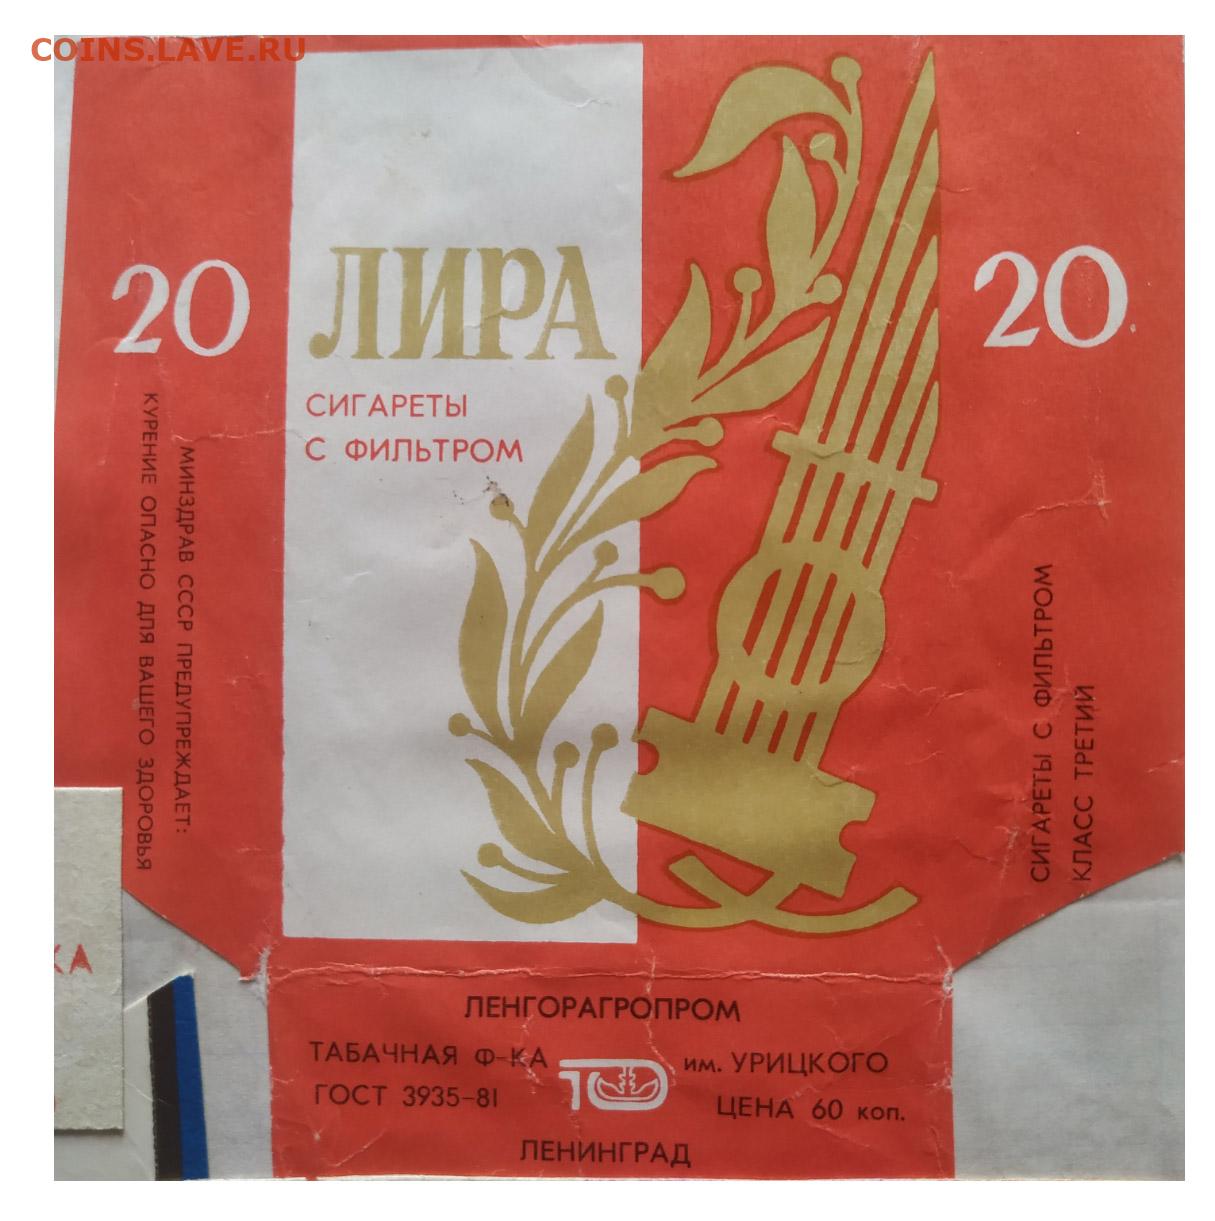 COINS.LAVE.RU
20
ЛИРА
20
СИГАРЕТЫ
С ФИЛЬТРОМ
МИНЗДРАВ СССР ПРЕДУПРЕЖДАЕТ:
КУРЕНИЕ ОПАСНО ДЛЯ ВАШЕГО ЗДОРОВЬЯ
СИГАРЕТЫ С ФИЛЬТРОМ
КЛАСС ТРЕТИЙ
КА
ЛЕНГОРАГРОПРОМ
ТАБАЧНАЯ Ф-КА им. УРИЦКОГО
ГОСТ 3935-81 ЦЕНА 60 коп.
ЛЕНИНГРАД